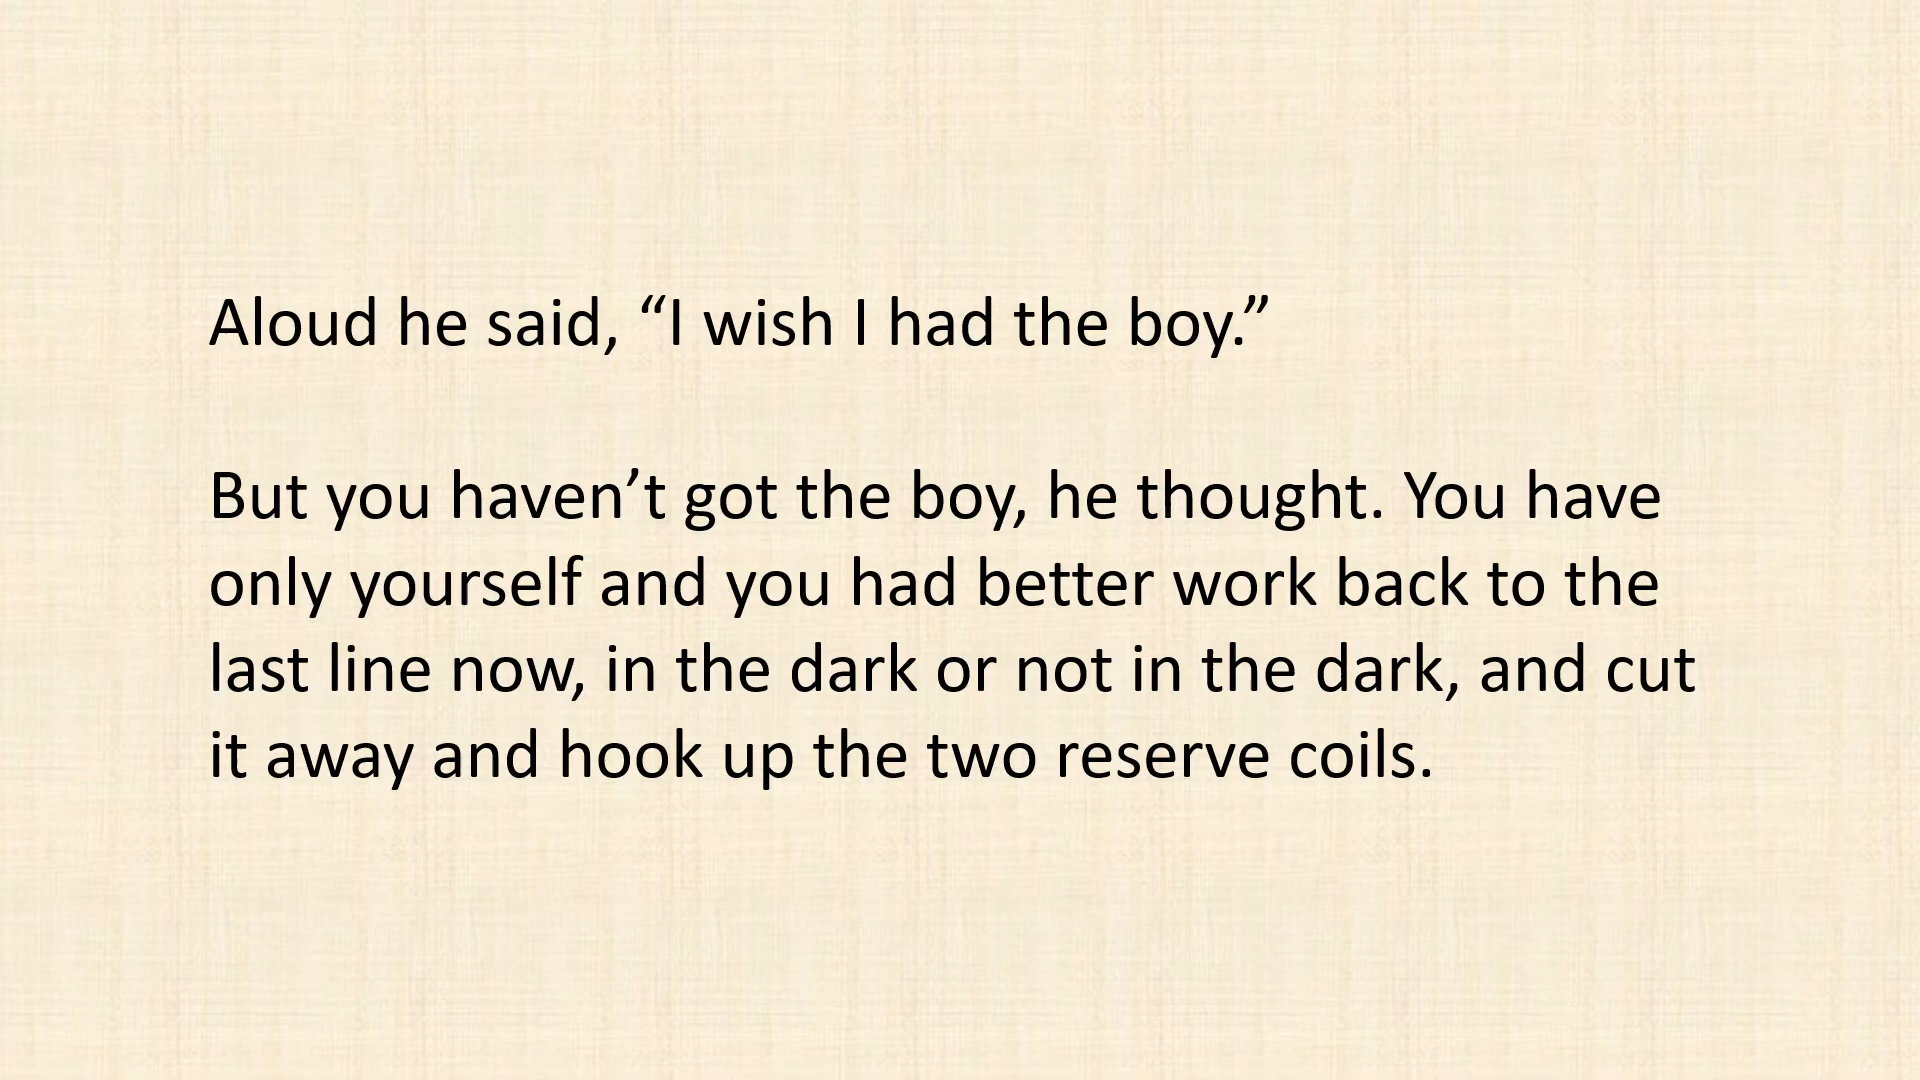 Aloud he said, “I wish I had the boy.”
But you haven’t got the boy, he thought. You have
only yourself and you had better work back to the
last line now, in the dark or not in the dark, and cut
it away and hook up the two reserve coils.